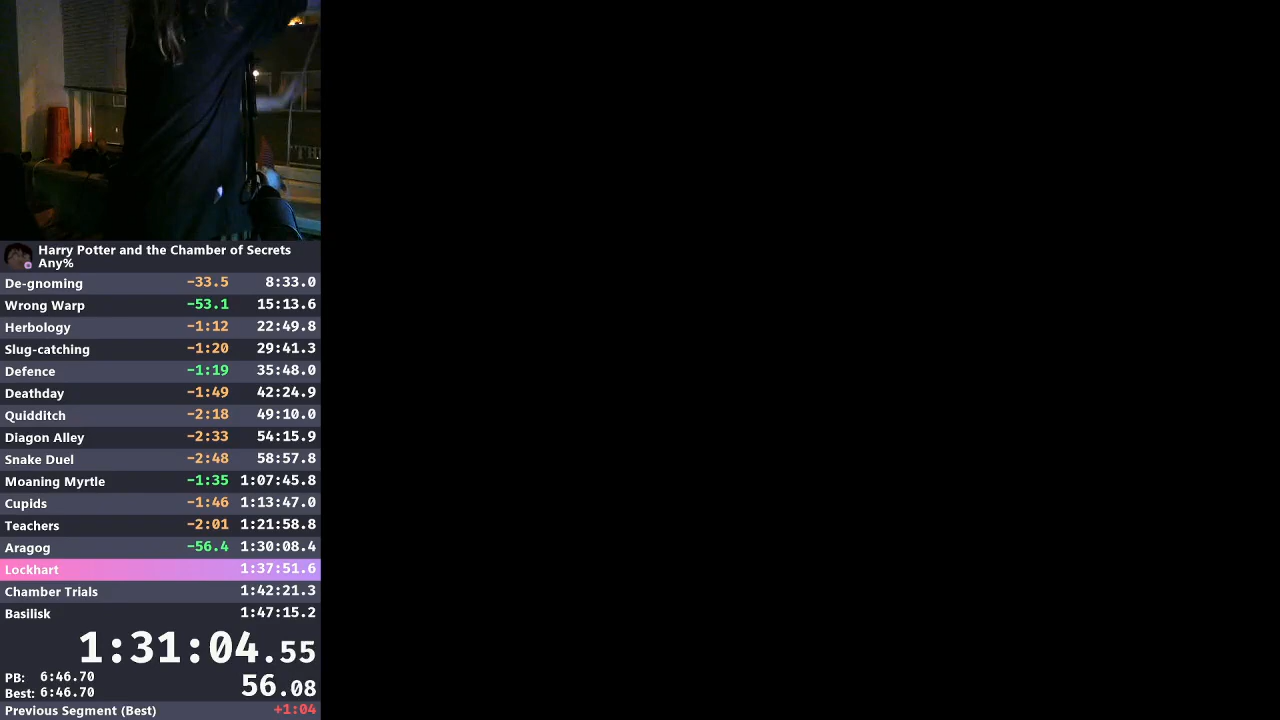 Harry Potter and the Chamber of Secrets
Any%
De-gnoming -33.5 8:33.0
Wrong Warp -53.1 15:13.6
Herbology -1:12 22:49.8
Slug-catching -1:20 29:41.3
Defence -1:19 35:48.0
Deathday -1:49 42:24.9
Quidditch -2:18 49:10.0
Diagon Alley -2:33 54:15.9
Snake Duel -2:48 58:57.8
Moaning Myrtle -1:35 1:07:45.8
Cupids -1:46 1:13:47.0
Teachers -2:01 1:21:58.8
Aragog -56.4 1:30:08.4
Lockhart 1:37:51.6
Chamber Trials 1:42:21.3
Basilisk 1:47:15.2
1:31:04.55
PB: 6:46.70
Best: 6:46.70
56.08
Previous Segment (Best) +1:04